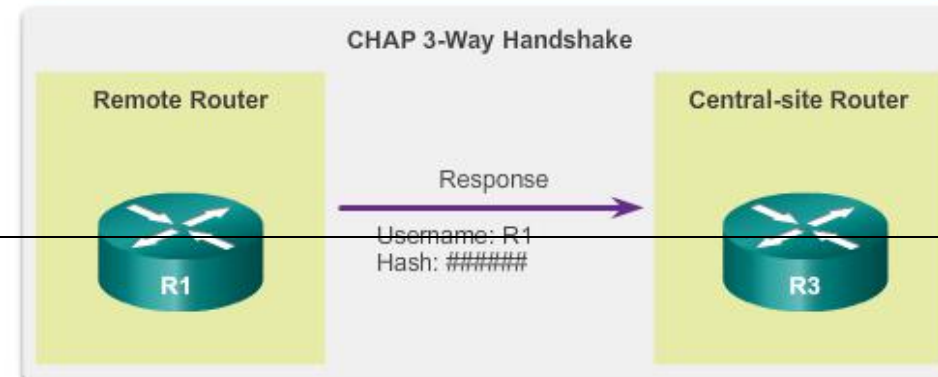 CHAP 3-Way Handshake
Remote Router
Central-site Router
Response
Username: R1
Hash: ######
R1
R3